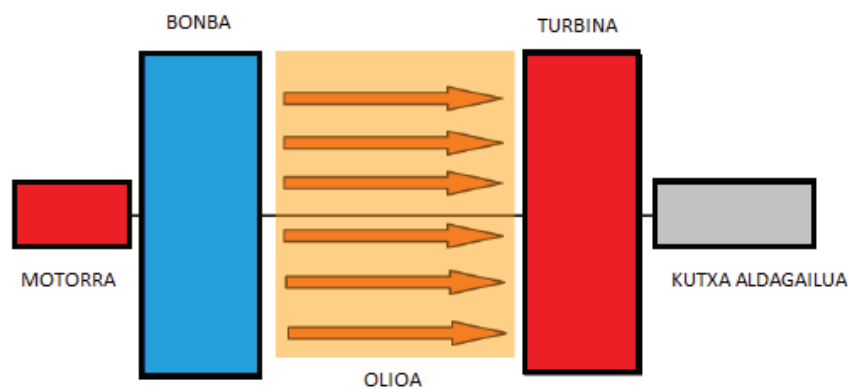 BONBA
TURBINA
MOTORRA
KUTXA ALDAGAILUA
OLIOA